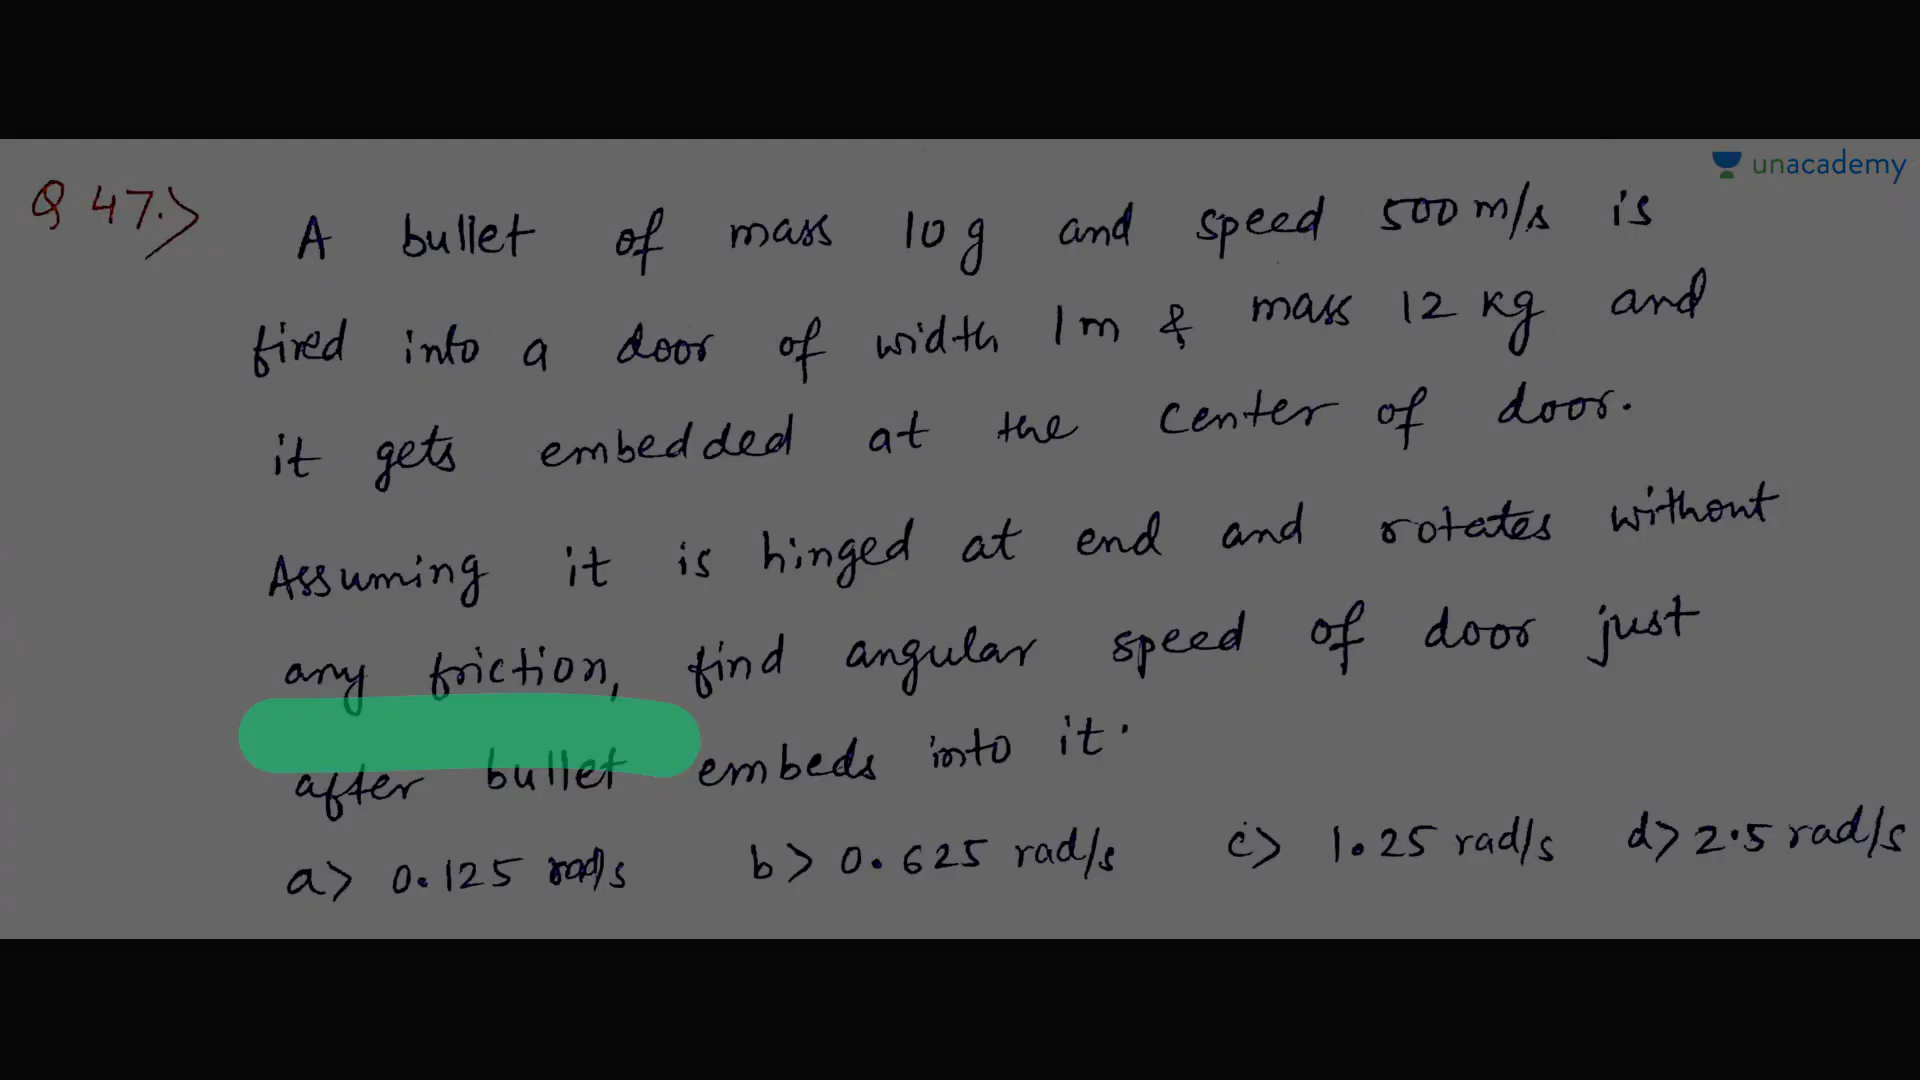 unacademy
Q 47.>
A bullet of mass 10 g and speed 500 m/s is
fired into a door of width 1m & mass 12 kg and
it gets embedded at the center of door.
Assuming it is hinged at end and rotates without
any friction, find angular speed of door just
after bullet embeds into it.
a> 0.125 rad/s b> 0.625 rad/s c> 1.25 rad/s d> 2.5 rad/s